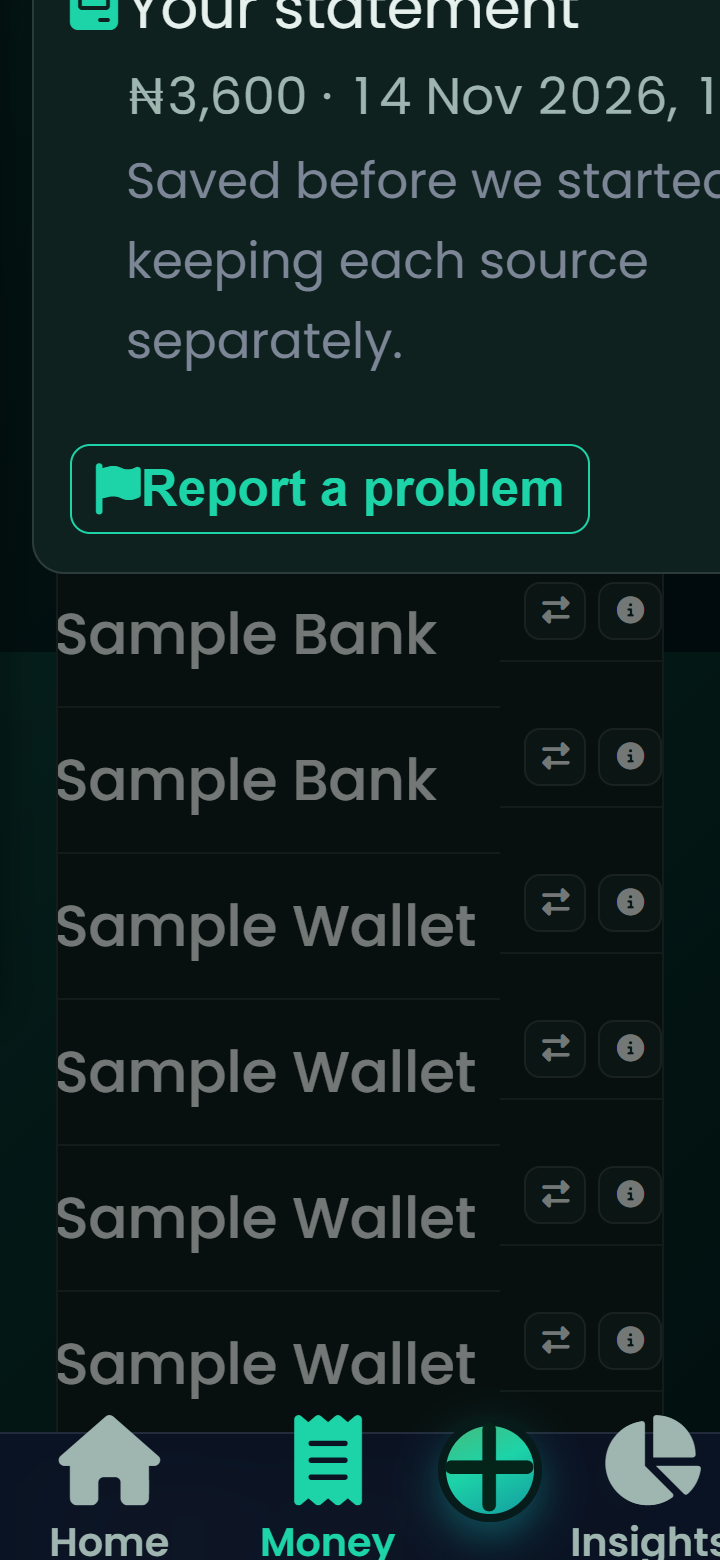 Your statement
₦3,600 · 14 Nov 2026, 1
Saved before we started
keeping each source
separately.
Report a problem
Sample Bank
Sample Bank
Sample Wallet
Sample Wallet
Sample Wallet
Sample Wallet
Home
Money
Insights